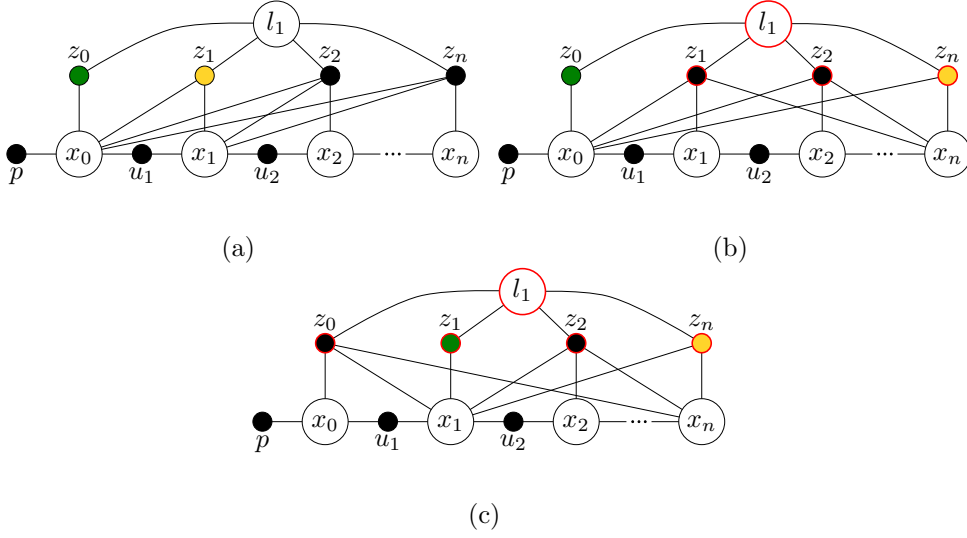 l₁
z₀ z₁ z₂ zₙ
x₀ x₁ x₂ ... xₙ
p u₁ u₂
(a)
l₁
z₀ z₁ z₂ zₙ
x₀ x₁ x₂ ... xₙ
p u₁ u₂
(b)
l₁
z₀ z₁ z₂ zₙ
x₀ x₁ x₂ ... xₙ
p u₁ u₂
(c)